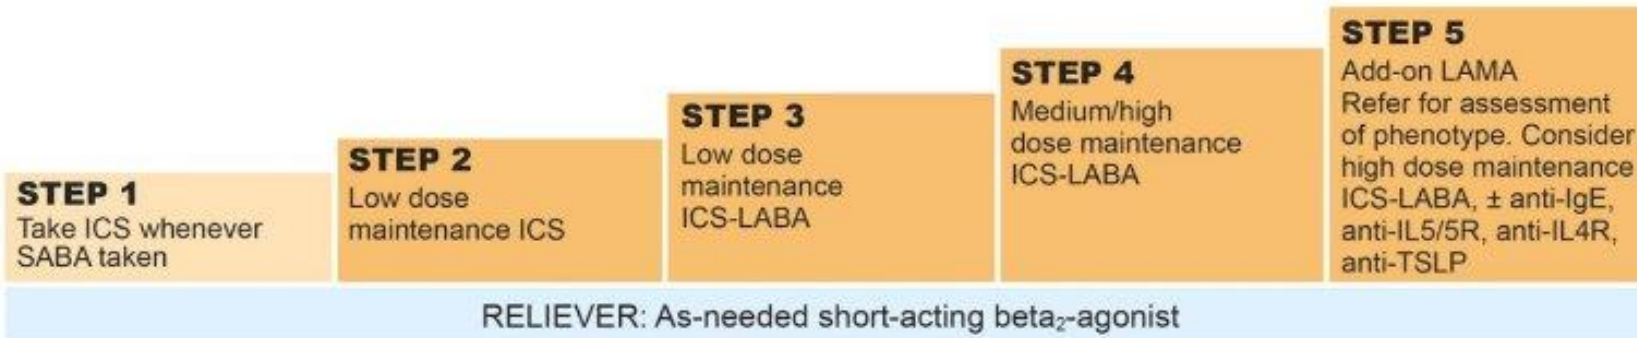 STEP 1
Take ICS whenever
SABA taken
STEP 2
Low dose
maintenance ICS
STEP 3
Low dose
maintenance
ICS-LABA
STEP 4
Medium/high
dose maintenance
ICS-LABA
STEP 5
Add-on LAMA
Refer for assessment
of phenotype. Consider
high dose maintenance
ICS-LABA, ± anti-IgE,
anti-IL5/5R, anti-IL4R,
anti-TSLP
RELIEVER: As-needed short-acting beta₂-agonist